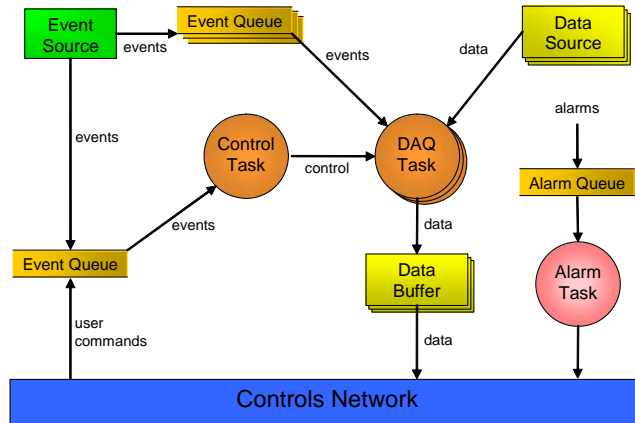 Event
Source
events
Event Queue
events
data
Data
Source
events
Control
Task
control
DAQ
Task
alarms
Alarm Queue
events
data
Event Queue
Data
Buffer
Alarm
Task
user
commands
data
Controls Network